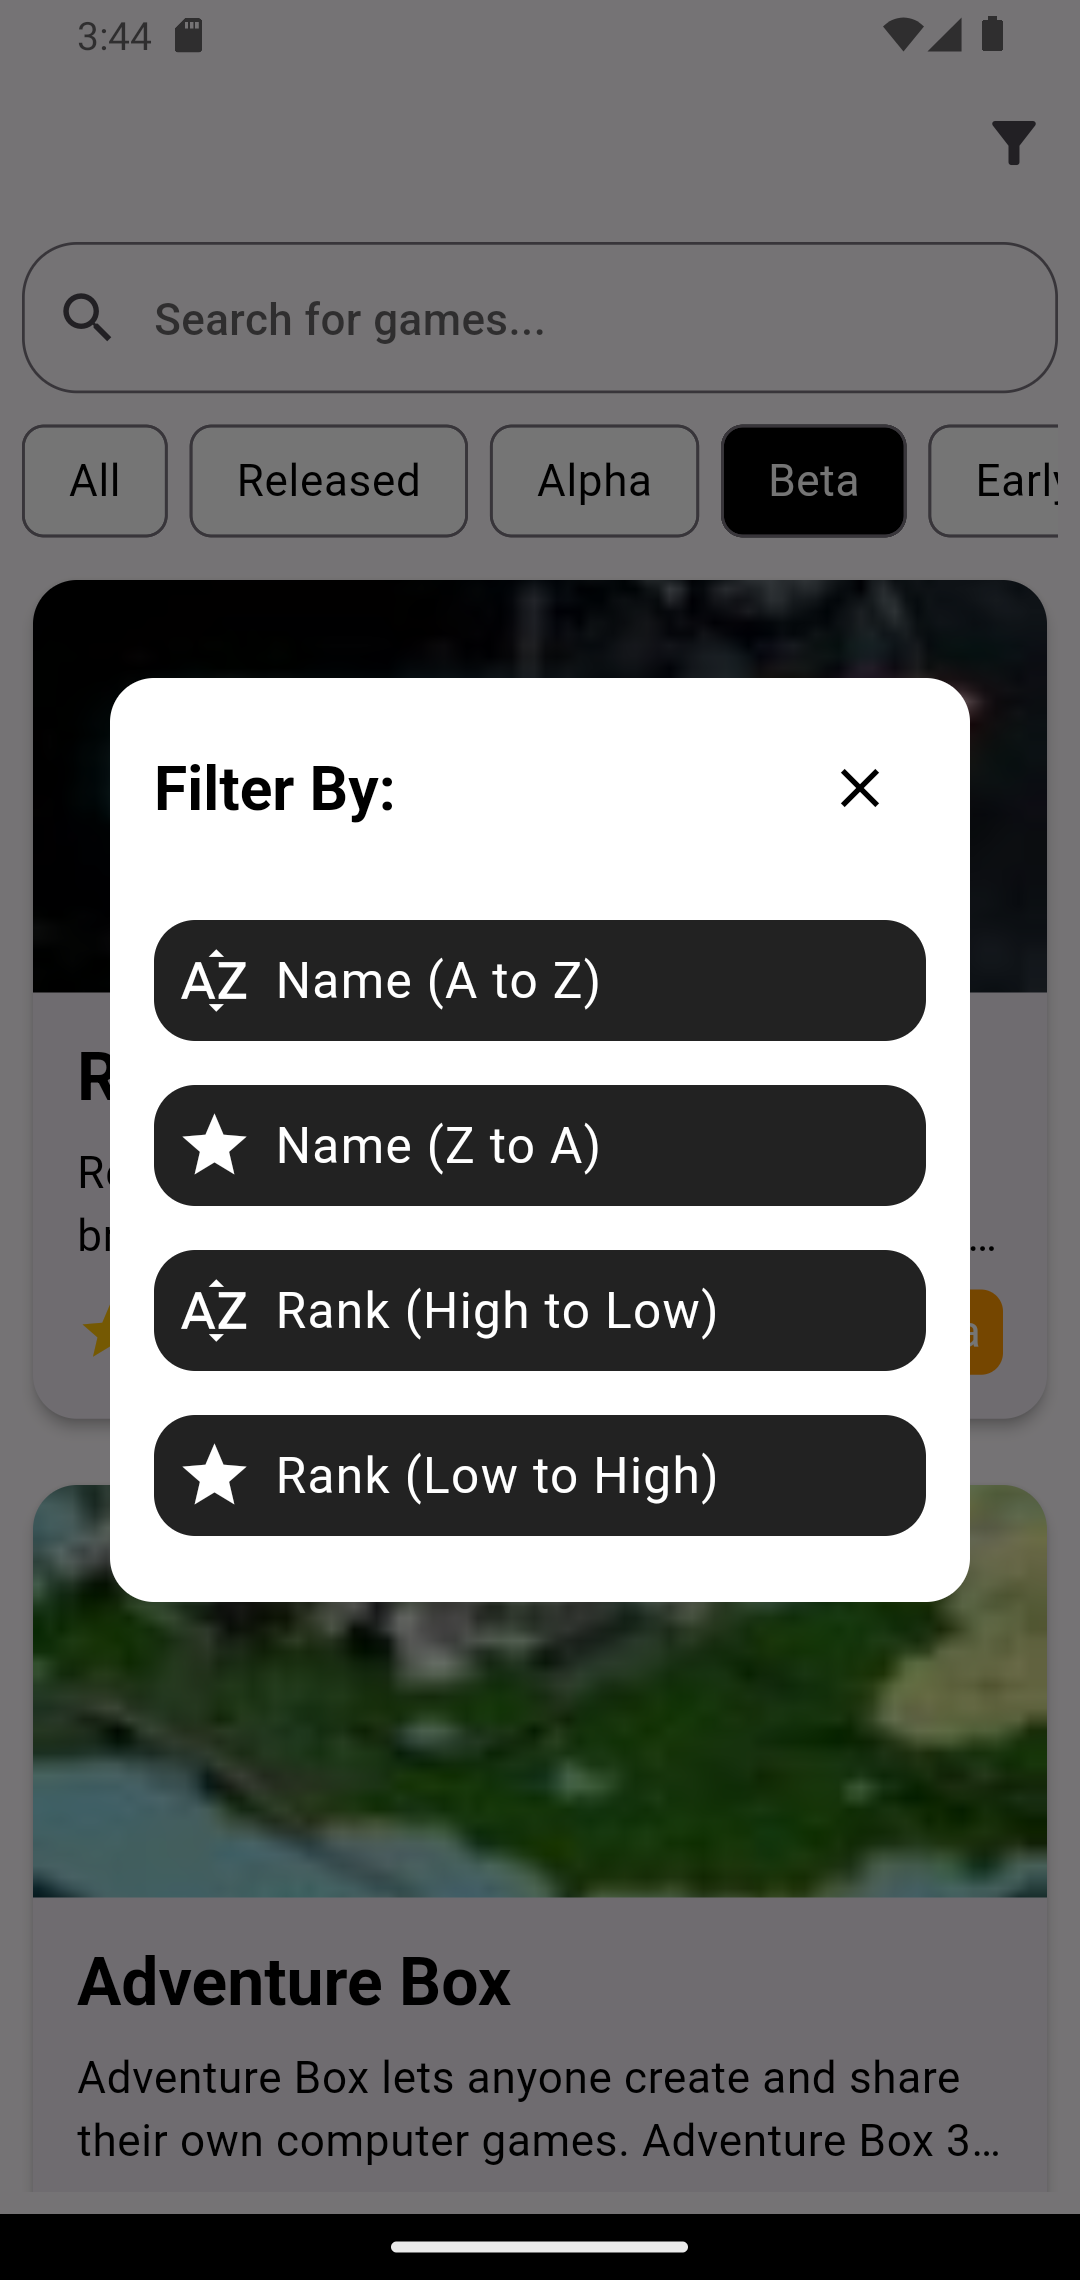 3:44
Search for games...
All Released Alpha Beta Early
Filter By:
AZ Name (A to Z)
Name (Z to A)
AZ Rank (High to Low)
Rank (Low to High)
R
br
...
a
Adventure Box
Adventure Box lets anyone create and share
their own computer games. Adventure Box 3...